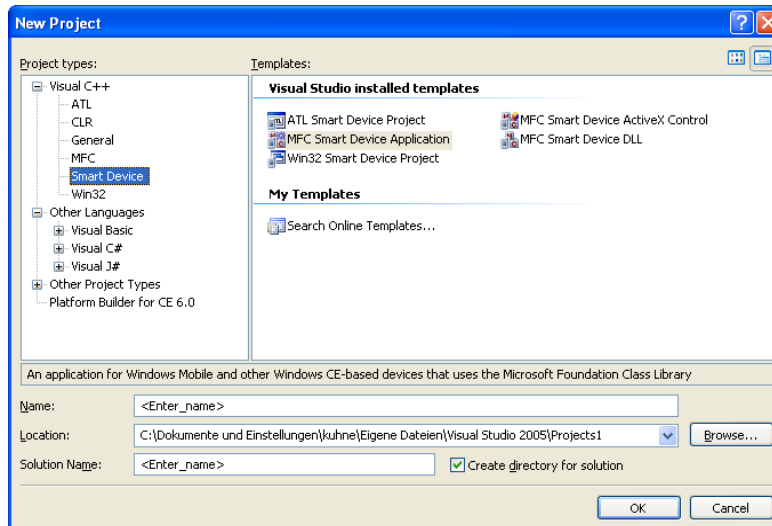 New Project
Project types:
Templates:
Visual C++
ATL
CLR
General
MFC
Smart Device
Win32
Other Languages
Visual Basic
Visual C#
Visual J#
Other Project Types
Platform Builder for CE 6.0
Visual Studio installed templates
ATL Smart Device Project
MFC Smart Device ActiveX Control
MFC Smart Device Application
MFC Smart Device DLL
Win32 Smart Device Project
My Templates
Search Online Templates...
An application for Windows Mobile and other Windows CE-based devices that uses the Microsoft Foundation Class Library
Name:
<Enter_name>
Location:
C:\Dokumente und Einstellungen\kuhne\Eigene Dateien\Visual Studio 2005\Projects1
Browse...
Solution Name:
<Enter_name>
Create directory for solution
OK
Cancel